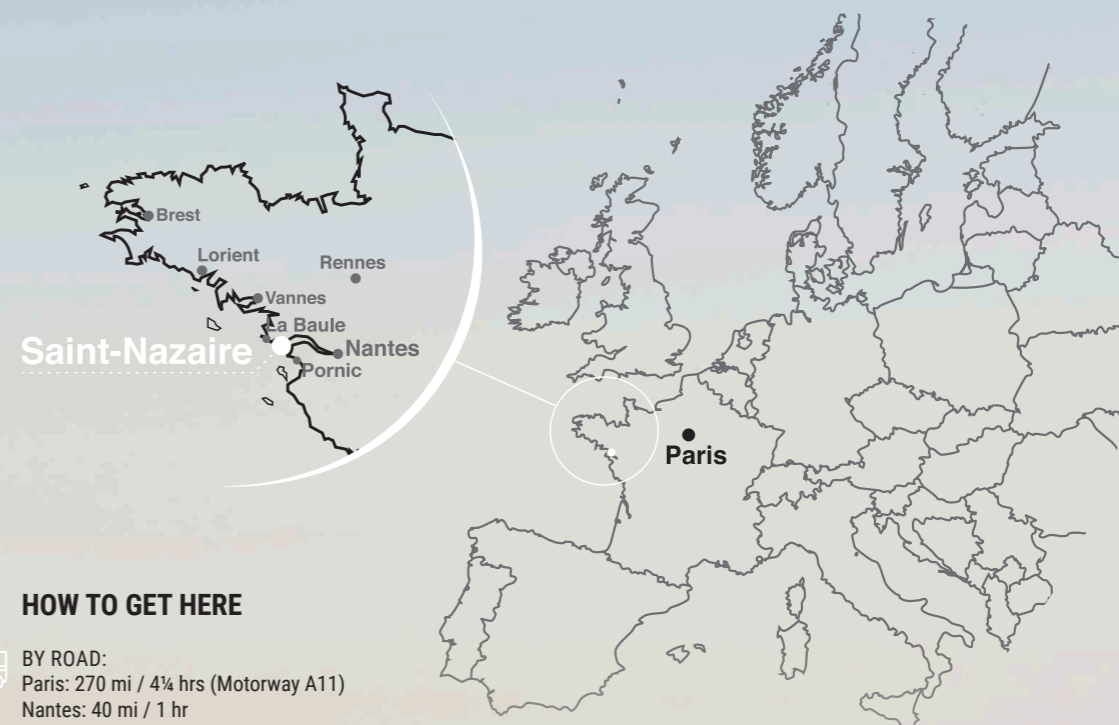 Brest
Lorient
Rennes
Vannes
La Baule
Saint-Nazaire
Nantes
Pornic
Paris
HOW TO GET HERE
BY ROAD:
Paris: 270 mi / 4¼ hrs (Motorway A11)
Nantes: 40 mi / 1 hr